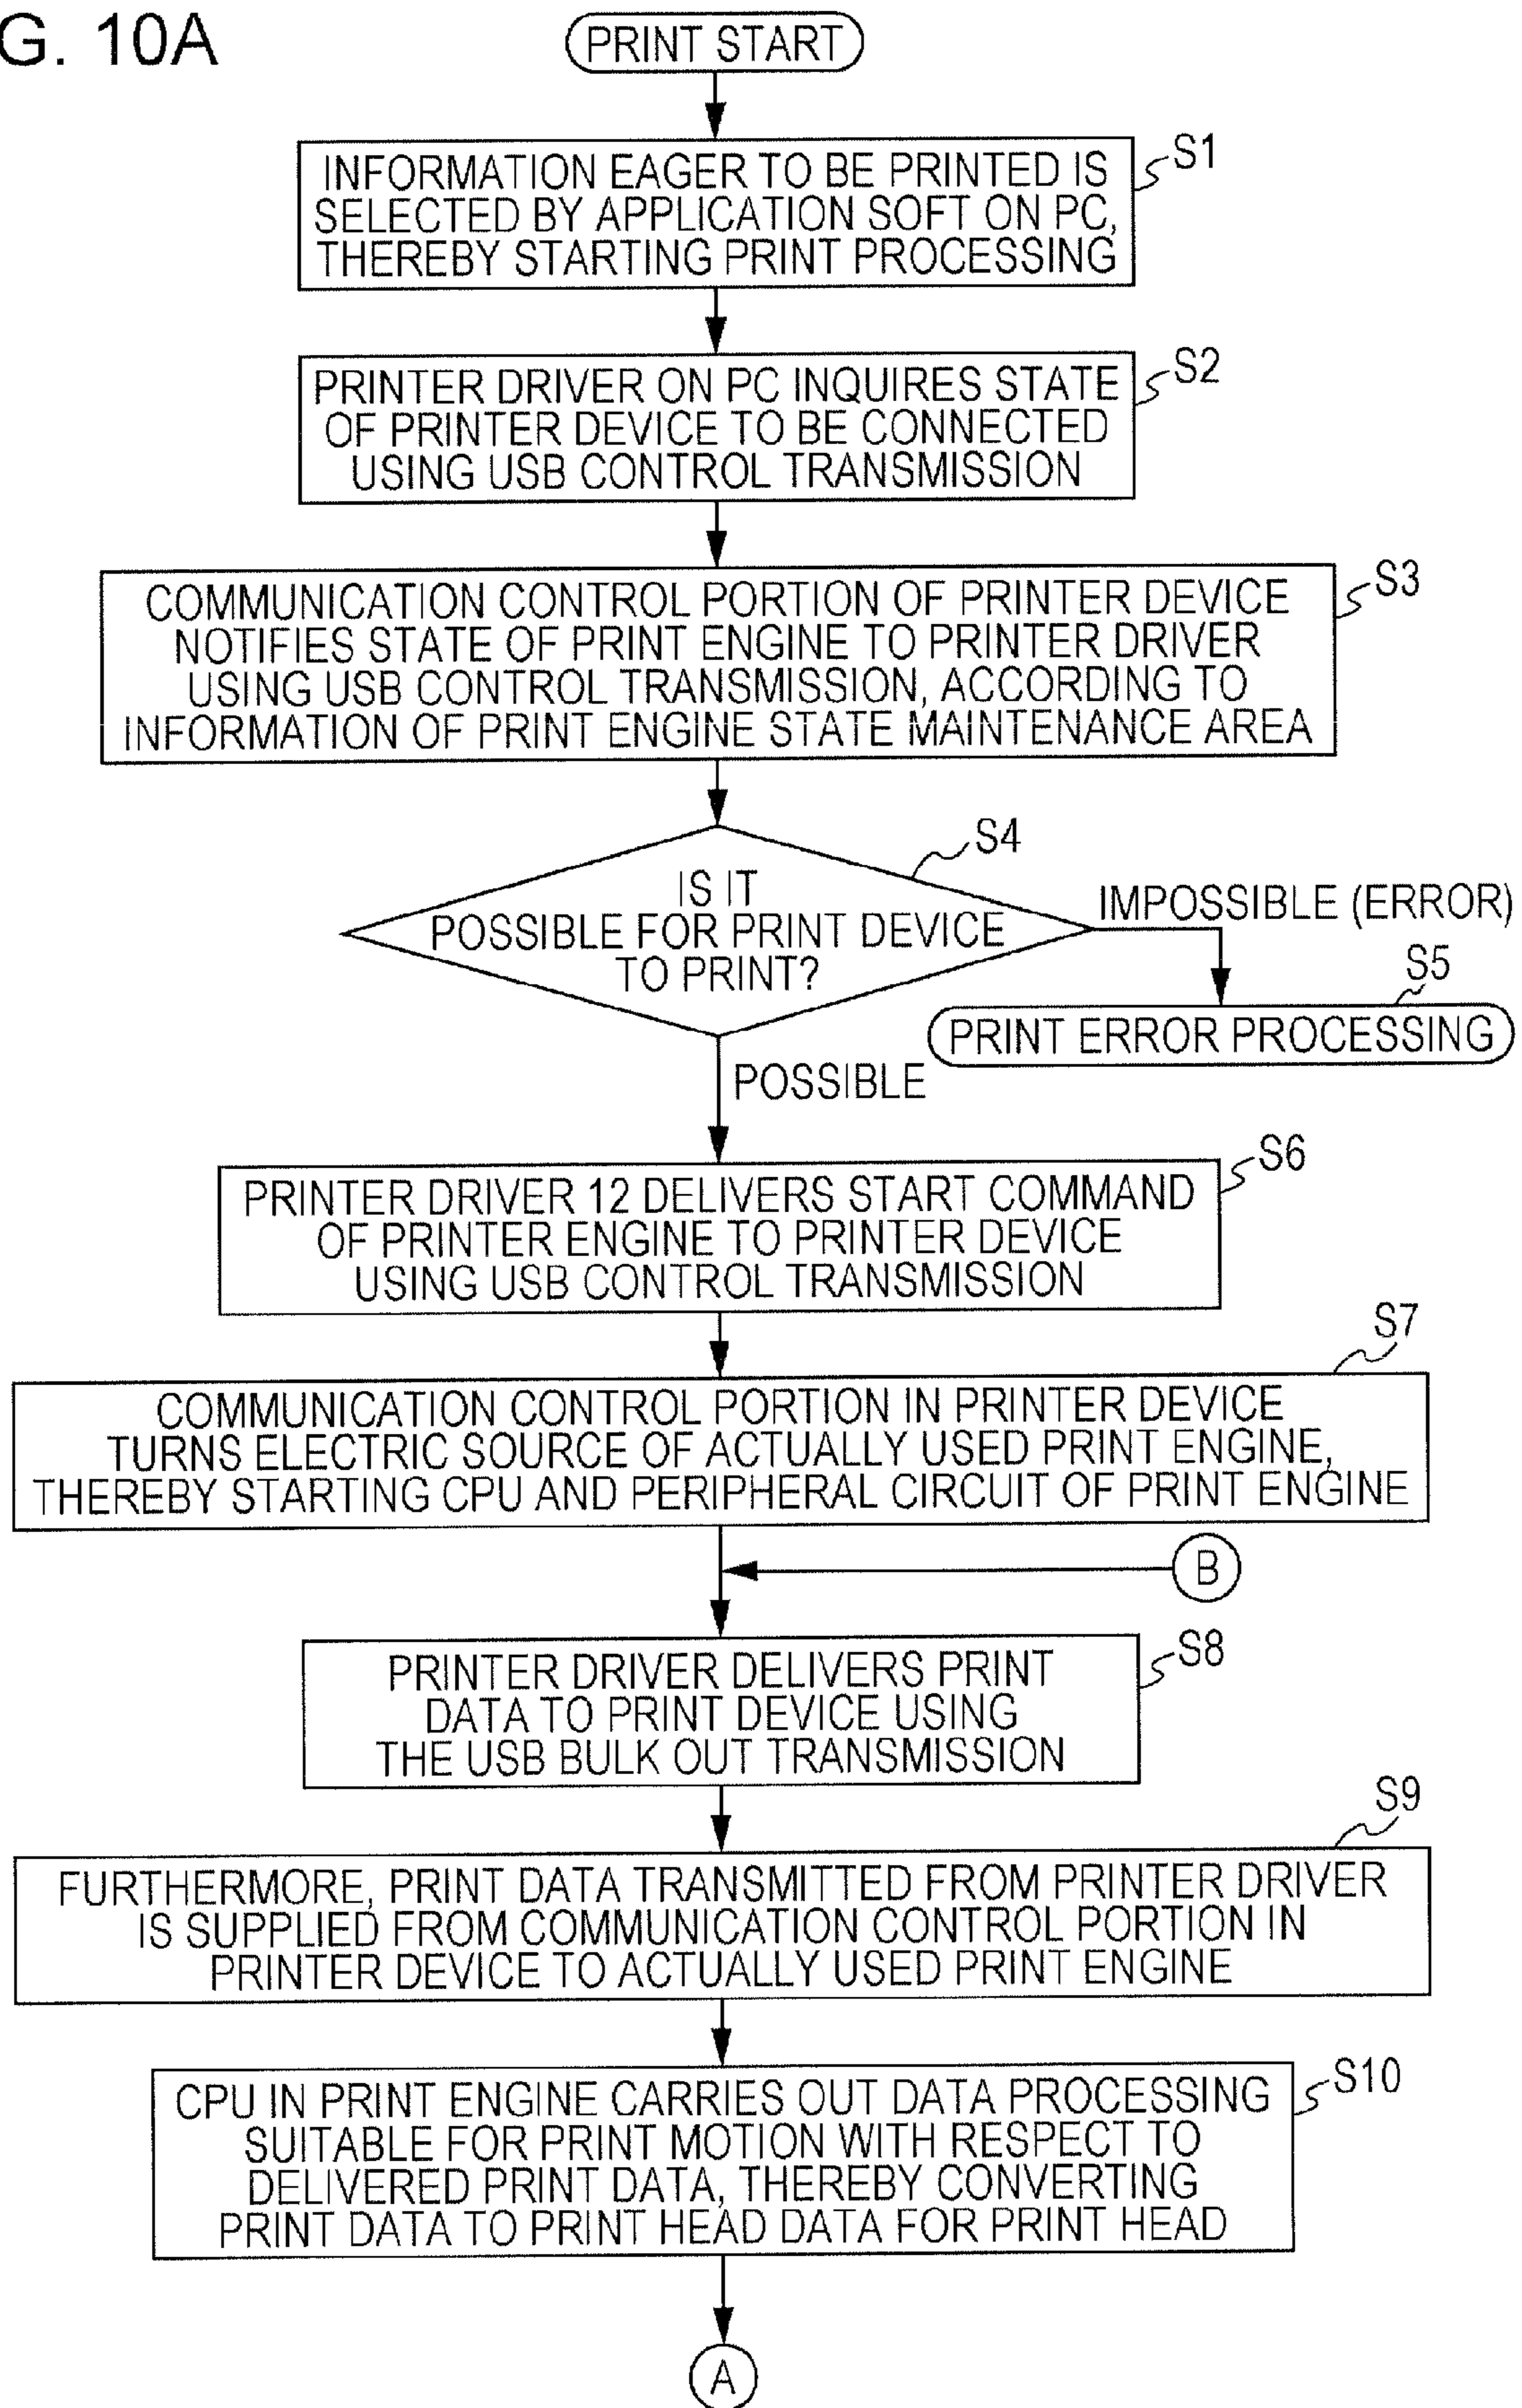 G. 10A
PRINT START
S1
INFORMATION EAGER TO BE PRINTED IS
SELECTED BY APPLICATION SOFT ON PC,
THEREBY STARTING PRINT PROCESSING
S2
PRINTER DRIVER ON PC INQUIRES STATE
OF PRINTER DEVICE TO BE CONNECTED
USING USB CONTROL TRANSMISSION
S3
COMMUNICATION CONTROL PORTION OF PRINTER DEVICE
NOTIFIES STATE OF PRINT ENGINE TO PRINTER DRIVER
USING USB CONTROL TRANSMISSION, ACCORDING TO
INFORMATION OF PRINT ENGINE STATE MAINTENANCE AREA
S4
IS IT
POSSIBLE FOR PRINT DEVICE
TO PRINT?
IMPOSSIBLE (ERROR)
S5
PRINT ERROR PROCESSING
POSSIBLE
S6
PRINTER DRIVER 12 DELIVERS START COMMAND
OF PRINTER ENGINE TO PRINTER DEVICE
USING USB CONTROL TRANSMISSION
S7
COMMUNICATION CONTROL PORTION IN PRINTER DEVICE
TURNS ELECTRIC SOURCE OF ACTUALLY USED PRINT ENGINE,
THEREBY STARTING CPU AND PERIPHERAL CIRCUIT OF PRINT ENGINE
B
S8
PRINTER DRIVER DELIVERS PRINT
DATA TO PRINT DEVICE USING
THE USB BULK OUT TRANSMISSION
S9
FURTHERMORE, PRINT DATA TRANSMITTED FROM PRINTER DRIVER
IS SUPPLIED FROM COMMUNICATION CONTROL PORTION IN
PRINTER DEVICE TO ACTUALLY USED PRINT ENGINE
S10
CPU IN PRINT ENGINE CARRIES OUT DATA PROCESSING
SUITABLE FOR PRINT MOTION WITH RESPECT TO
DELIVERED PRINT DATA, THEREBY CONVERTING
PRINT DATA TO PRINT HEAD DATA FOR PRINT HEAD
A